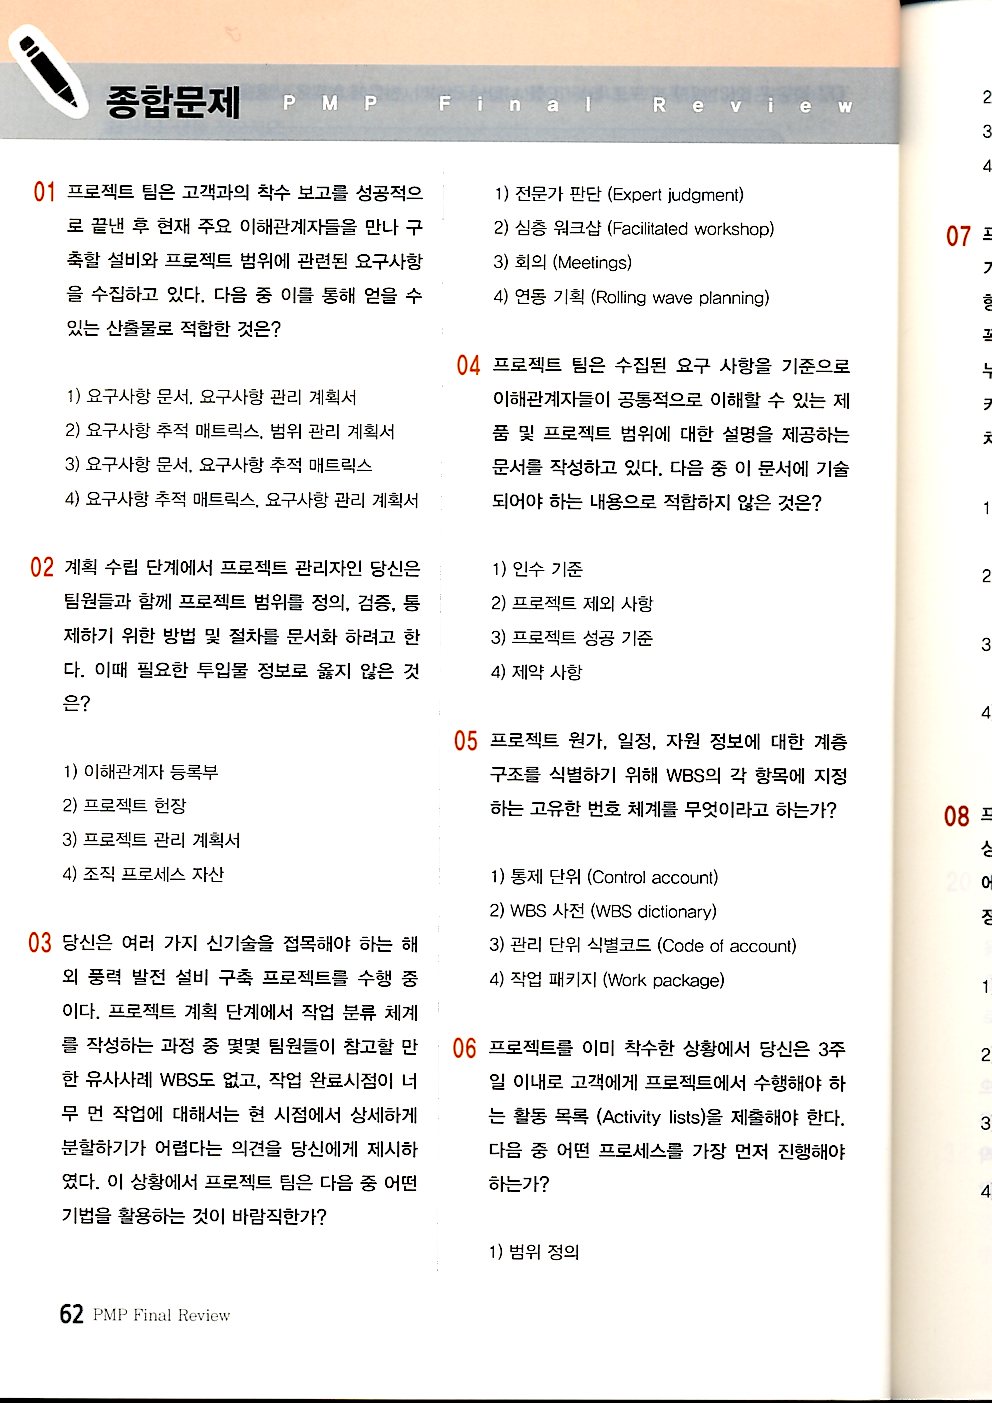 종합문제 PMP Final Review
01 프로젝트 팀은 고객과의 착수 보고를 성공적으
로 끝낸 후 현재 주요 이해관계자들을 만나 구
축할 설비와 프로젝트 범위에 관련된 요구사항
을 수집하고 있다. 다음 중 이를 통해 얻을 수
있는 산출물로 적합한 것은?
1) 요구사항 문서, 요구사항 관리 계획서
2) 요구사항 추적 매트릭스, 범위 관리 계획서
3) 요구사항 문서, 요구사항 추적 매트릭스
4) 요구사항 추적 매트릭스, 요구사항 관리 계획서
02 계획 수립 단계에서 프로젝트 관리자인 당신은
팀원들과 함께 프로젝트 범위를 정의, 검증, 통
제하기 위한 방법 및 절차를 문서화 하려고 한
다. 이때 필요한 투입물 정보로 옳지 않은 것
은?
1) 이해관계자 등록부
2) 프로젝트 헌장
3) 프로젝트 관리 계획서
4) 조직 프로세스 자산
03 당신은 여러 가지 신기술을 접목해야 하는 해
외 풍력 발전 설비 구축 프로젝트를 수행 중
이다. 프로젝트 계획 단계에서 작업 분류 체계
를 작성하는 과정 중 몇몇 팀원들이 참고할 만
한 유사사례 WBS도 없고, 작업 완료시점이 너
무 먼 작업에 대해서는 현 시점에서 상세하게
분할하기가 어렵다는 의견을 당신에게 제시하
였다. 이 상황에서 프로젝트 팀은 다음 중 어떤
기법을 활용하는 것이 바람직한가?
1) 전문가 판단 (Expert judgment)
2) 심층 워크샵 (Facilitated workshop)
3) 회의 (Meetings)
4) 연동 기획 (Rolling wave planning)
04 프로젝트 팀은 수집된 요구 사항을 기준으로
이해관계자들이 공통적으로 이해할 수 있는 제
품 및 프로젝트 범위에 대한 설명을 제공하는
문서를 작성하고 있다. 다음 중 이 문서에 기술
되어야 하는 내용으로 적합하지 않은 것은?
1) 인수 기준
2) 프로젝트 제외 사항
3) 프로젝트 성공 기준
4) 제약 사항
05 프로젝트 원가, 일정, 자원 정보에 대한 계층
구조를 식별하기 위해 WBS의 각 항목에 지정
하는 고유한 번호 체계를 무엇이라고 하는가?
1) 통제 단위 (Control account)
2) WBS 사전 (WBS dictionary)
3) 관리 단위 식별코드 (Code of account)
4) 작업 패키지 (Work package)
06 프로젝트를 이미 착수한 상황에서 당신은 3주
일 이내로 고객에게 프로젝트에서 수행해야 하
는 활동 목록 (Activity lists)을 제출해야 한다.
다음 중 어떤 프로세스를 가장 먼저 진행해야
하는가?
1) 범위 정의
62 PMP Final Review
2
3
4
07
1
2
3
4
08
1
2
3
4